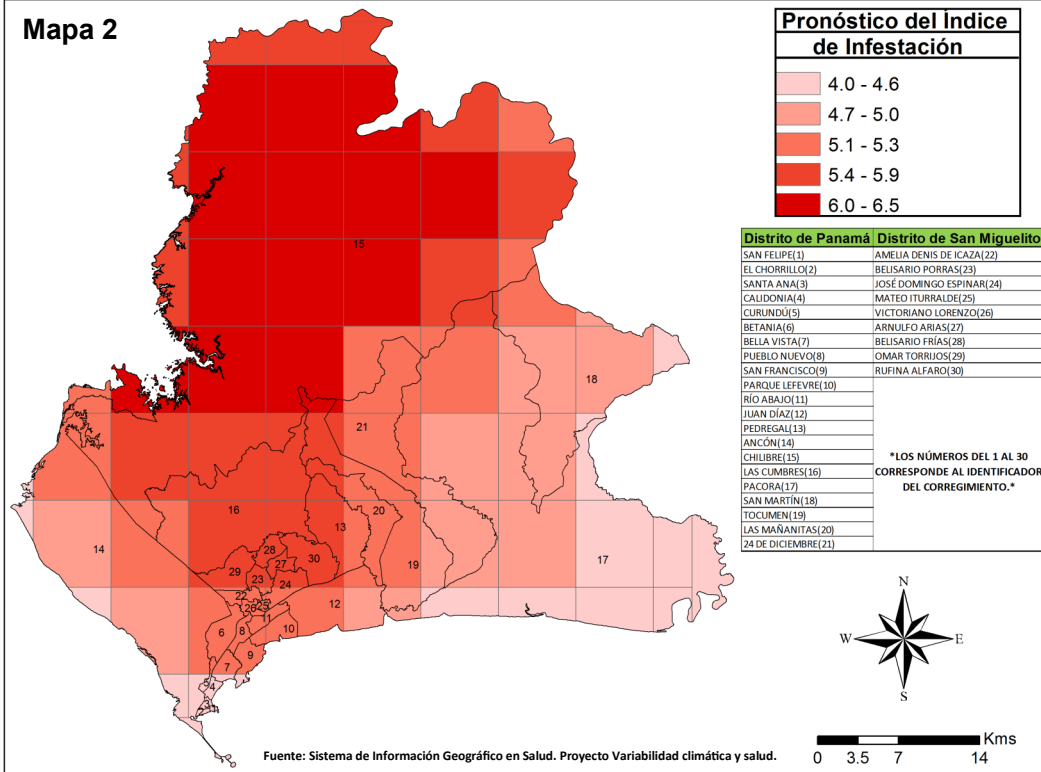 Mapa 2
Pronóstico del Índice
de Infestación
4.0 - 4.6
4.7 - 5.0
5.1 - 5.3
5.4 - 5.9
6.0 - 6.5
Distrito de Panamá Distrito de San Miguelito
SAN FELIPE(1) AMELIA DENIS DE ICAZA(22)
EL CHORRILLO(2) BELISARIO PORRAS(23)
SANTA ANA(3) JOSÉ DOMINGO ESPINAR(24)
CALIDONIA(4) MATEO ITURRALDE(25)
CURUNDÚ(5) VICTORIANO LORENZO(26)
BETANIA(6) ARNULFO ARIAS(27)
BELLA VISTA(7) BELISARIO FRÍAS(28)
PUEBLO NUEVO(8) OMAR TORRIJOS(29)
SAN FRANCISCO(9) RUFINA ALFARO(30)
PARQUE LEFEVRE(10)
RÍO ABAJO(11)
JUAN DÍAZ(12)
PEDREGAL(13)
ANCÓN(14)
CHILIBRE(15)
LAS CUMBRES(16)
PACORA(17)
SAN MARTÍN(18)
TOCUMEN(19)
LAS MAÑANITAS(20)
24 DE DICIEMBRE(21)
*LOS NÚMEROS DEL 1 AL 30
CORRESPONDE AL IDENTIFICADOR
DEL CORREGIMIENTO.*
15
18
21
16
13
20
14
28
27
30
17
29
23
24
19
22
26
25
12
11
6
8
10
9
7
5
4
3
N
W E
S
Kms
0 3.5 7 14
Fuente: Sistema de Información Geográfico en Salud. Proyecto Variabilidad climática y salud.